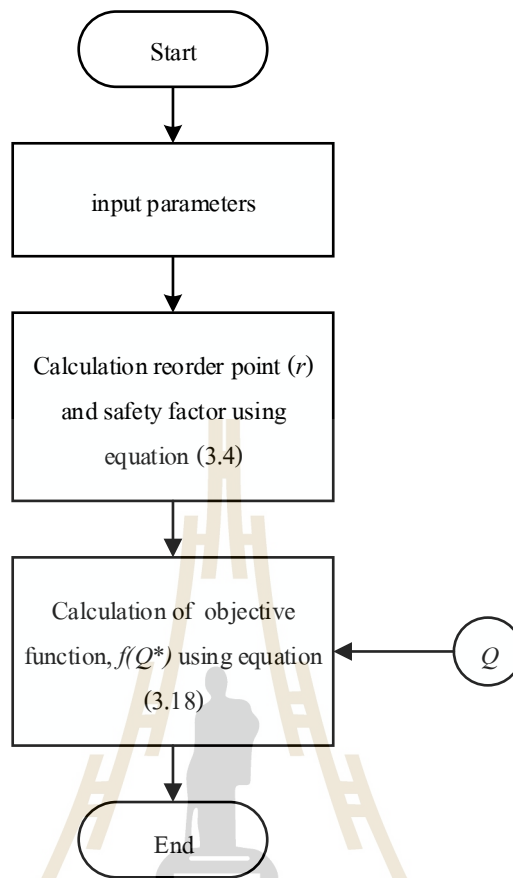 Start
input parameters
Calculation reorder point (r)
and safety factor using
equation (3.4)
Calculation of objective
function, f(Q*) using equation
(3.18)
Q
End